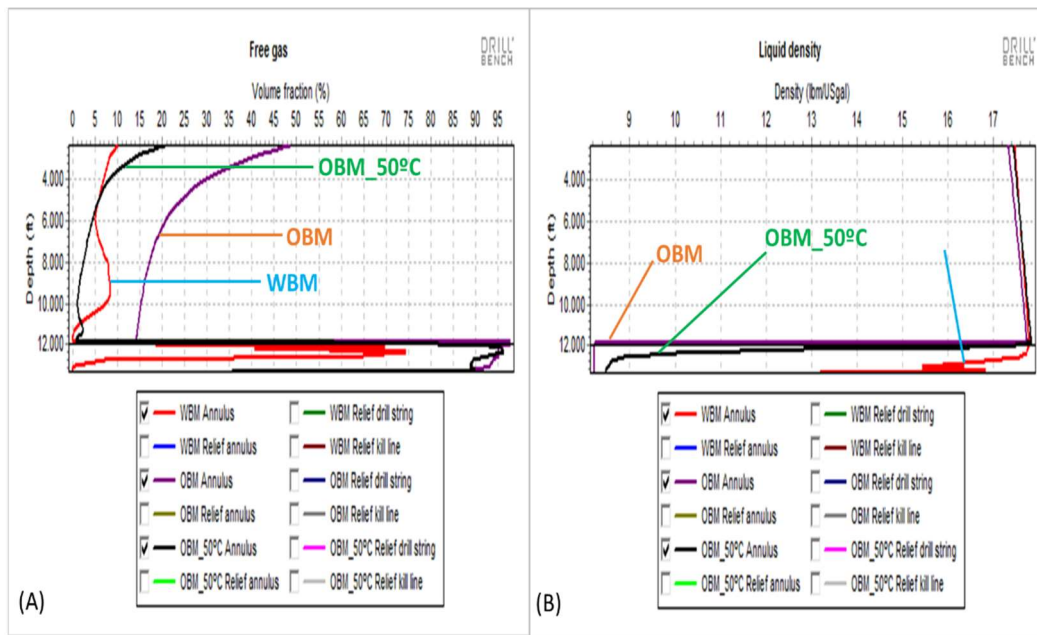 Free gas
DRILL'
BENCH
Volume fraction (%)
0 5 10 15 20 25 30 35 40 45 50 55 60 65 70 75 80 85 90 95
4.000
6.000
8.000
10.000
12.000
Depth (ft)
OBM_50ºC
OBM
WBM
WBM Annulus
WBM Relief drill string
WBM Relief annulus
WBM Relief kill line
OBM Annulus
OBM Relief drill string
OBM Relief annulus
OBM Relief kill line
OBM_50ºC Annulus
OBM_50ºC Relief drill string
OBM_50ºC Relief annulus
OBM_50ºC Relief kill line
(A)
Liquid density
DRILL'
BENCH
Density (lbm/USgal)
9 10 11 12 13 14 15 16 17
4.000
6.000
8.000
10.000
12.000
Depth (ft)
OBM
OBM_50ºC
WBM Annulus
WBM Relief drill string
WBM Relief annulus
WBM Relief kill line
OBM Annulus
OBM Relief drill string
OBM Relief annulus
OBM Relief kill line
OBM_50ºC Annulus
OBM_50ºC Relief drill string
OBM_50ºC Relief annulus
OBM_50ºC Relief kill line
(B)